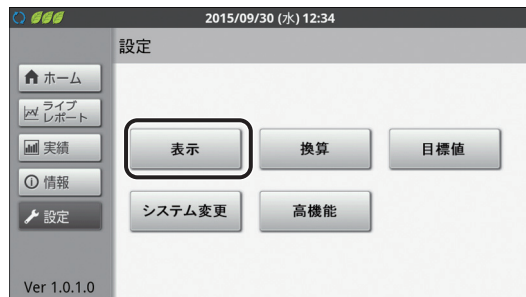 2015/09/30 (水) 12:34
設定
ホーム
ライブ
レポート
実績
情報
設定
表示
換算
目標値
システム変更
高機能
Ver 1.0.1.0